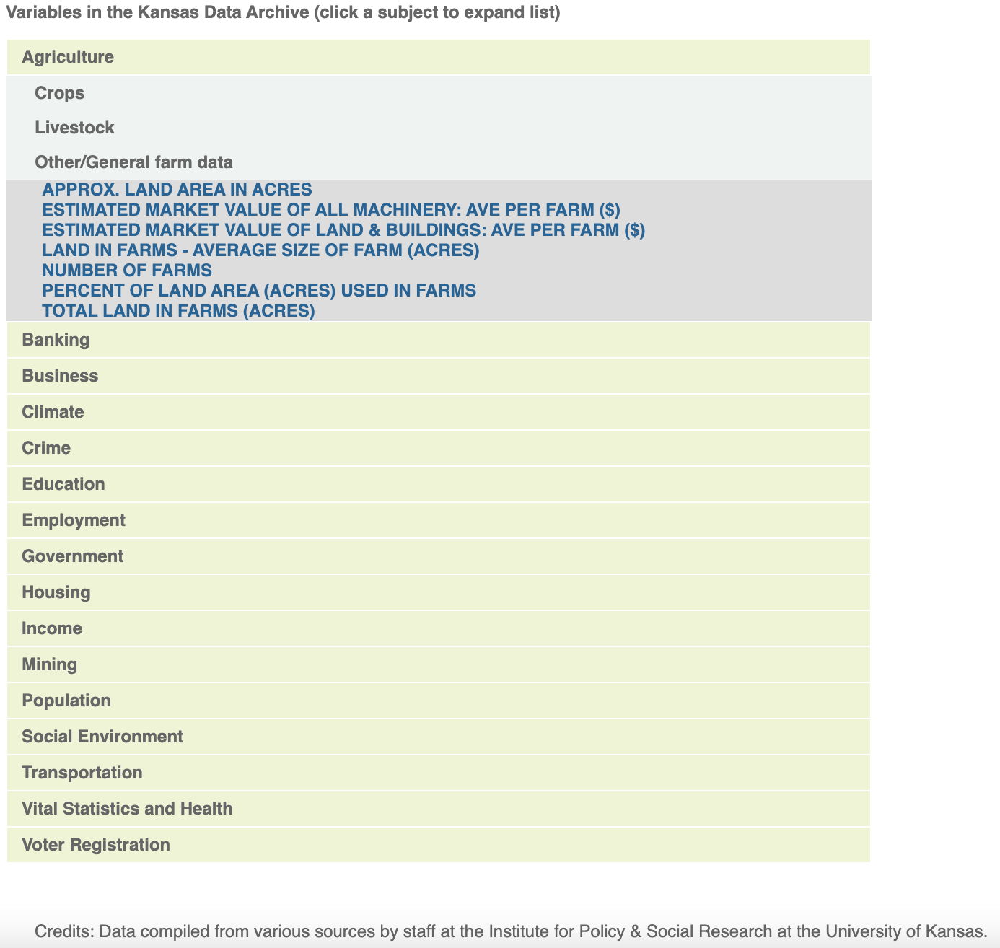 Variables in the Kansas Data Archive (click a subject to expand list)
Agriculture
Crops
Livestock
Other/General farm data
APPROX. LAND AREA IN ACRES
ESTIMATED MARKET VALUE OF ALL MACHINERY: AVE PER FARM ($)
ESTIMATED MARKET VALUE OF LAND & BUILDINGS: AVE PER FARM ($)
LAND IN FARMS - AVERAGE SIZE OF FARM (ACRES)
NUMBER OF FARMS
PERCENT OF LAND AREA (ACRES) USED IN FARMS
TOTAL LAND IN FARMS (ACRES)
Banking
Business
Climate
Crime
Education
Employment
Government
Housing
Income
Mining
Population
Social Environment
Transportation
Vital Statistics and Health
Voter Registration
Credits: Data compiled from various sources by staff at the Institute for Policy & Social Research at the University of Kansas.